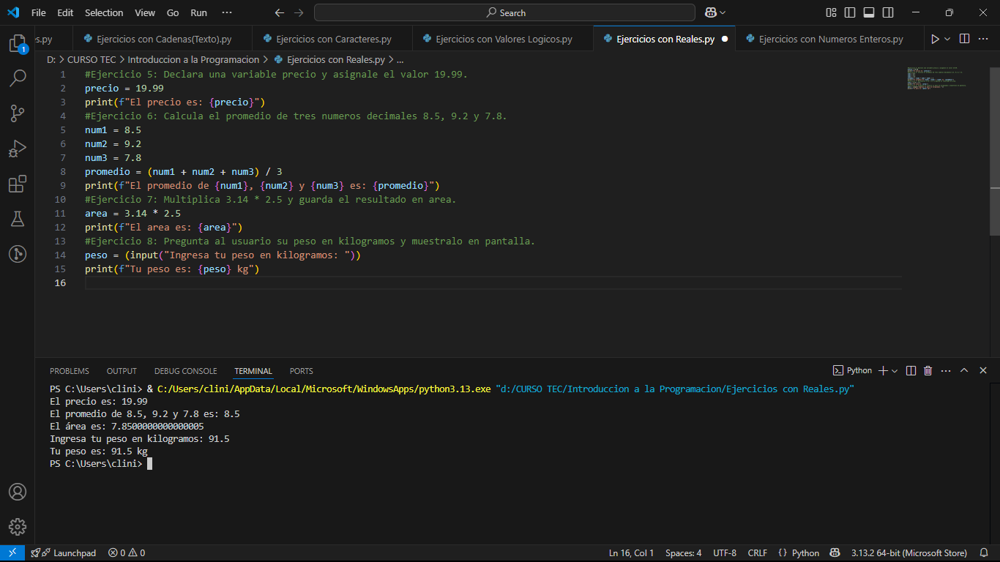 File Edit Selection View Go Run ··· Search
es.py Ejercicios con Cadenas(Texto).py Ejercicios con Caracteres.py Ejercicios con Valores Logicos.py Ejercicios con Reales.py Ejercicios con Numeros Enteros.py
1
D: > CURSO TEC > Introduccion a la Programacion > Ejercicios con Reales.py > ...
1 #Ejercicio 5: Declara una variable precio y asignale el valor 19.99.
2 precio = 19.99
3 print(f"El precio es: {precio}")
4 #Ejercicio 6: Calcula el promedio de tres numeros decimales 8.5, 9.2 y 7.8.
5 num1 = 8.5
6 num2 = 9.2
7 num3 = 7.8
8 promedio = (num1 + num2 + num3) / 3
9 print(f"El promedio de {num1}, {num2} y {num3} es: {promedio}")
10 #Ejercicio 7: Multiplica 3.14 * 2.5 y guarda el resultado en area.
11 area = 3.14 * 2.5
12 print(f"El area es: {area}")
13 #Ejercicio 8: Pregunta al usuario su peso en kilogramos y muestralo en pantalla.
14 peso = (input("Ingresa tu peso en kilogramos: "))
15 print(f"Tu peso es: {peso} kg")
16
PROBLEMS OUTPUT DEBUG CONSOLE TERMINAL PORTS Python
PS C:\Users\clini> & C:/Users/clini/AppData/Local/Microsoft/WindowsApps/python3.13.exe "d:/CURSO TEC/Introduccion a la Programacion/Ejercicios con Reales.py"
El precio es: 19.99
El promedio de 8.5, 9.2 y 7.8 es: 8.5
El área es: 7.8500000000000005
Ingresa tu peso en kilogramos: 91.5
Tu peso es: 91.5 kg
PS C:\Users\clini>
Launchpad 0 0 Ln 16, Col 1 Spaces: 4 UTF-8 CRLF {} Python 3.13.2 64-bit (Microsoft Store)